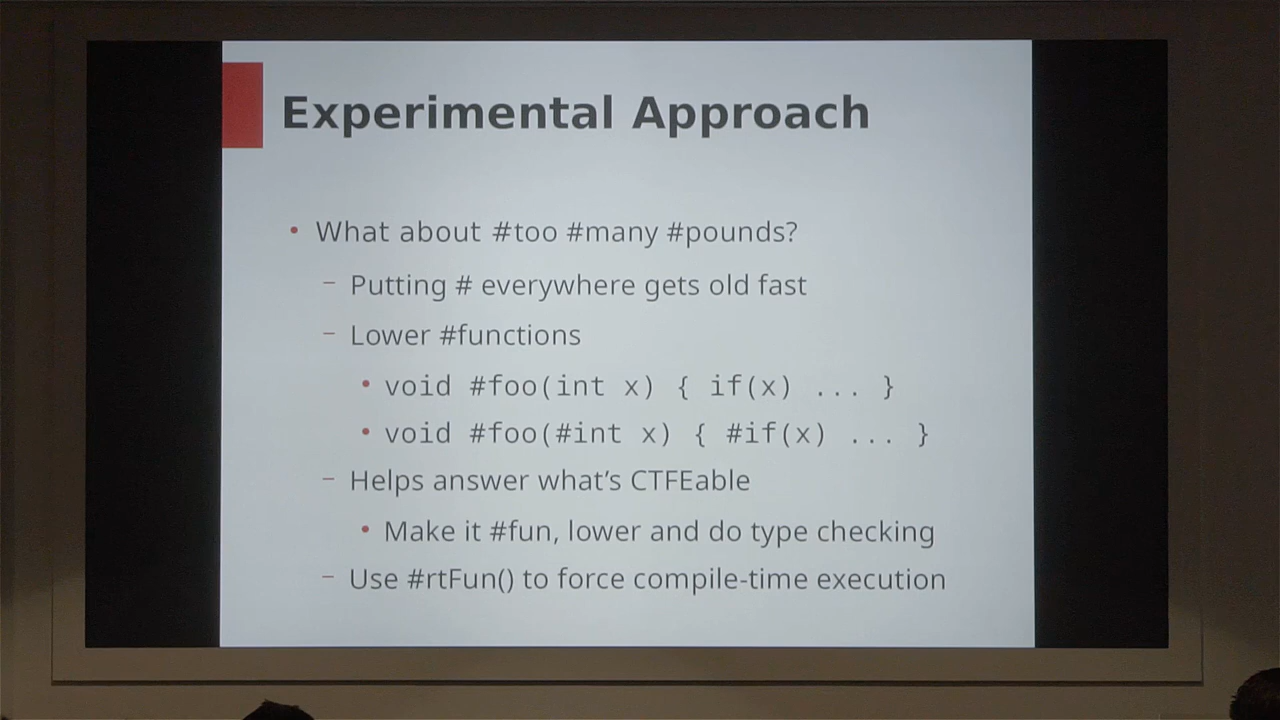 Experimental Approach
• What about #too #many #pounds?
– Putting # everywhere gets old fast
– Lower #functions
• void #foo(int x) { if(x) ... }
• void #foo(#int x) { #if(x) ... }
– Helps answer what’s CTFEable
• Make it #fun, lower and do type checking
– Use #rtFun() to force compile-time execution